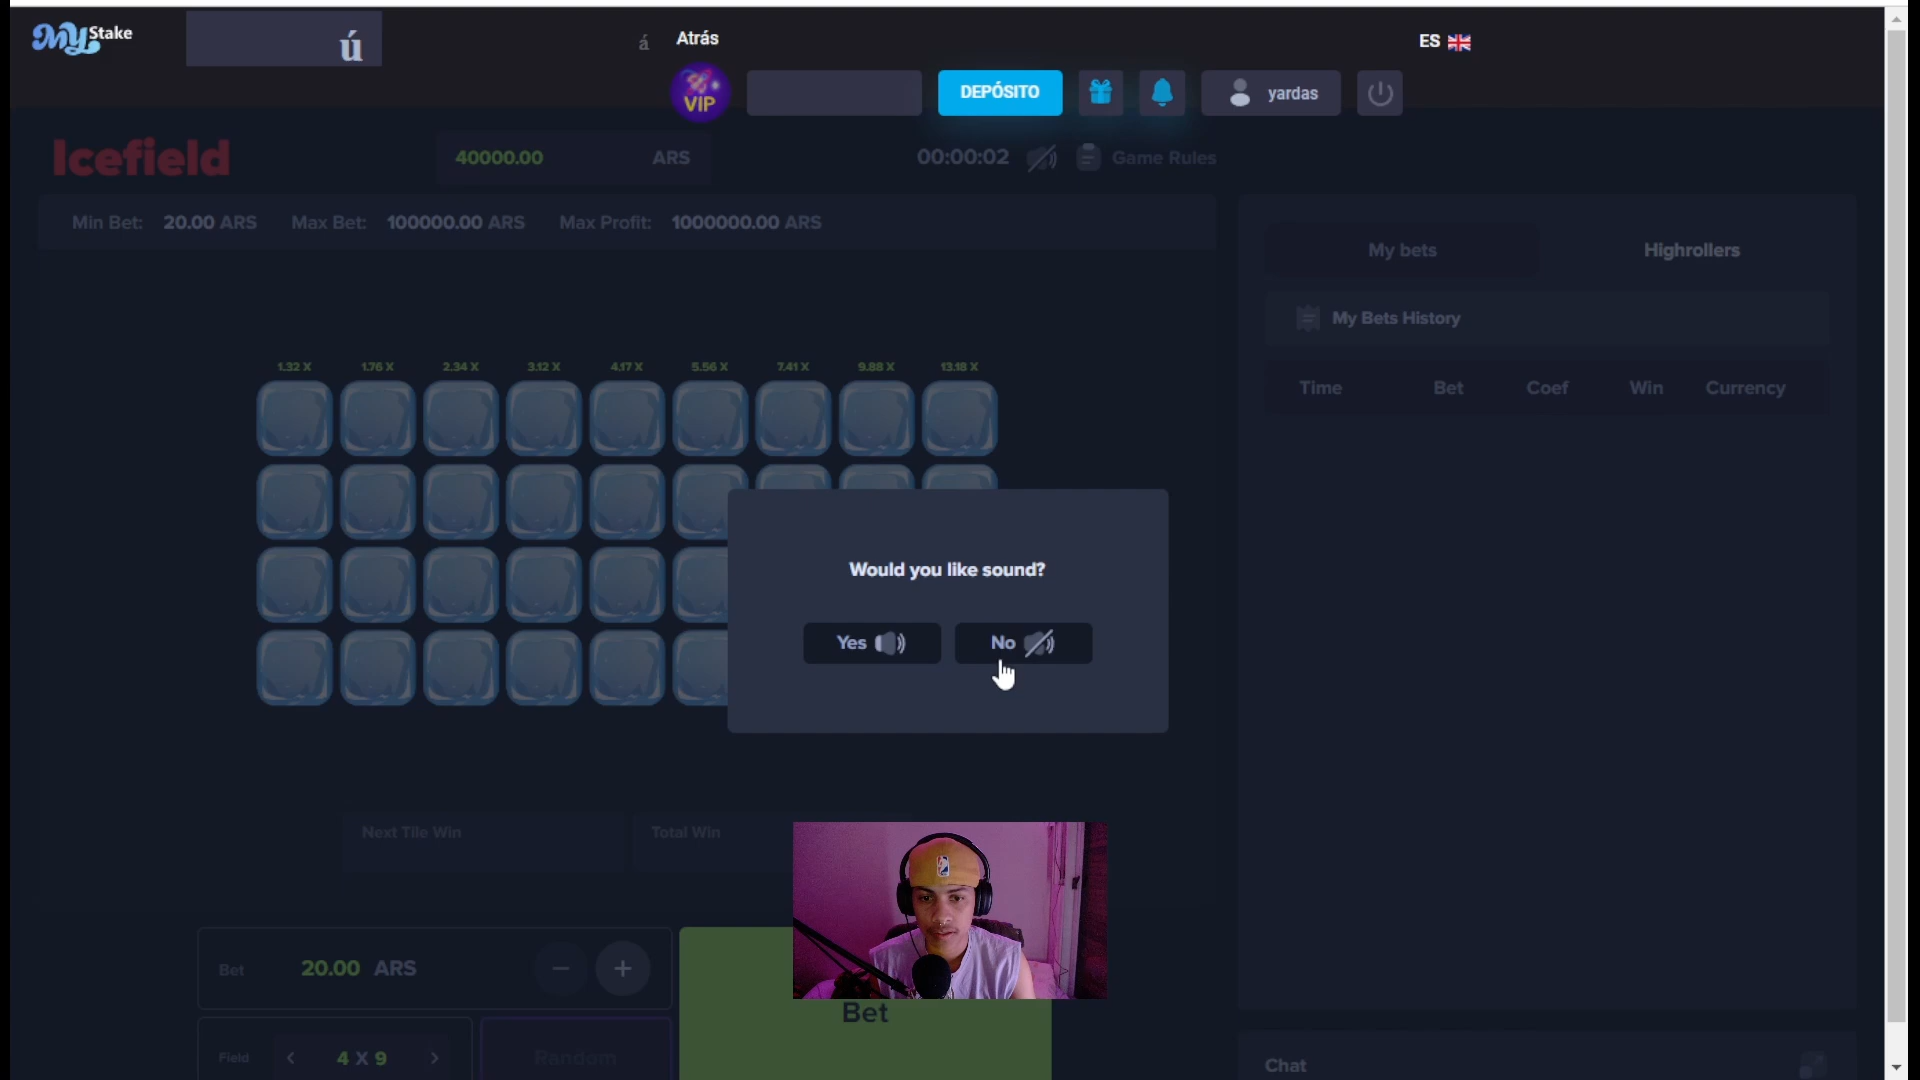 MyStake
ú
á
Atrás
ES
VIP
DEPÓSITO
yardas
Icefield
40000.00 ARS
00:00:02
Game Rules
Min Bet: 20.00 ARS Max Bet: 100000.00 ARS Max Profit: 1000000.00 ARS
My bets
Highrollers
My Bets History
Time Bet Coef Win Currency
1.32 X 1.76 X 2.34 X 3.12 X 4.17 X 5.56 X 7.41 X 9.88 X 13.18 X
Would you like sound?
Yes
No
Next Tile Win
Total Win
Bet 20.00 ARS − +
Bet
Field < 4 X 9 >
Random
Chat